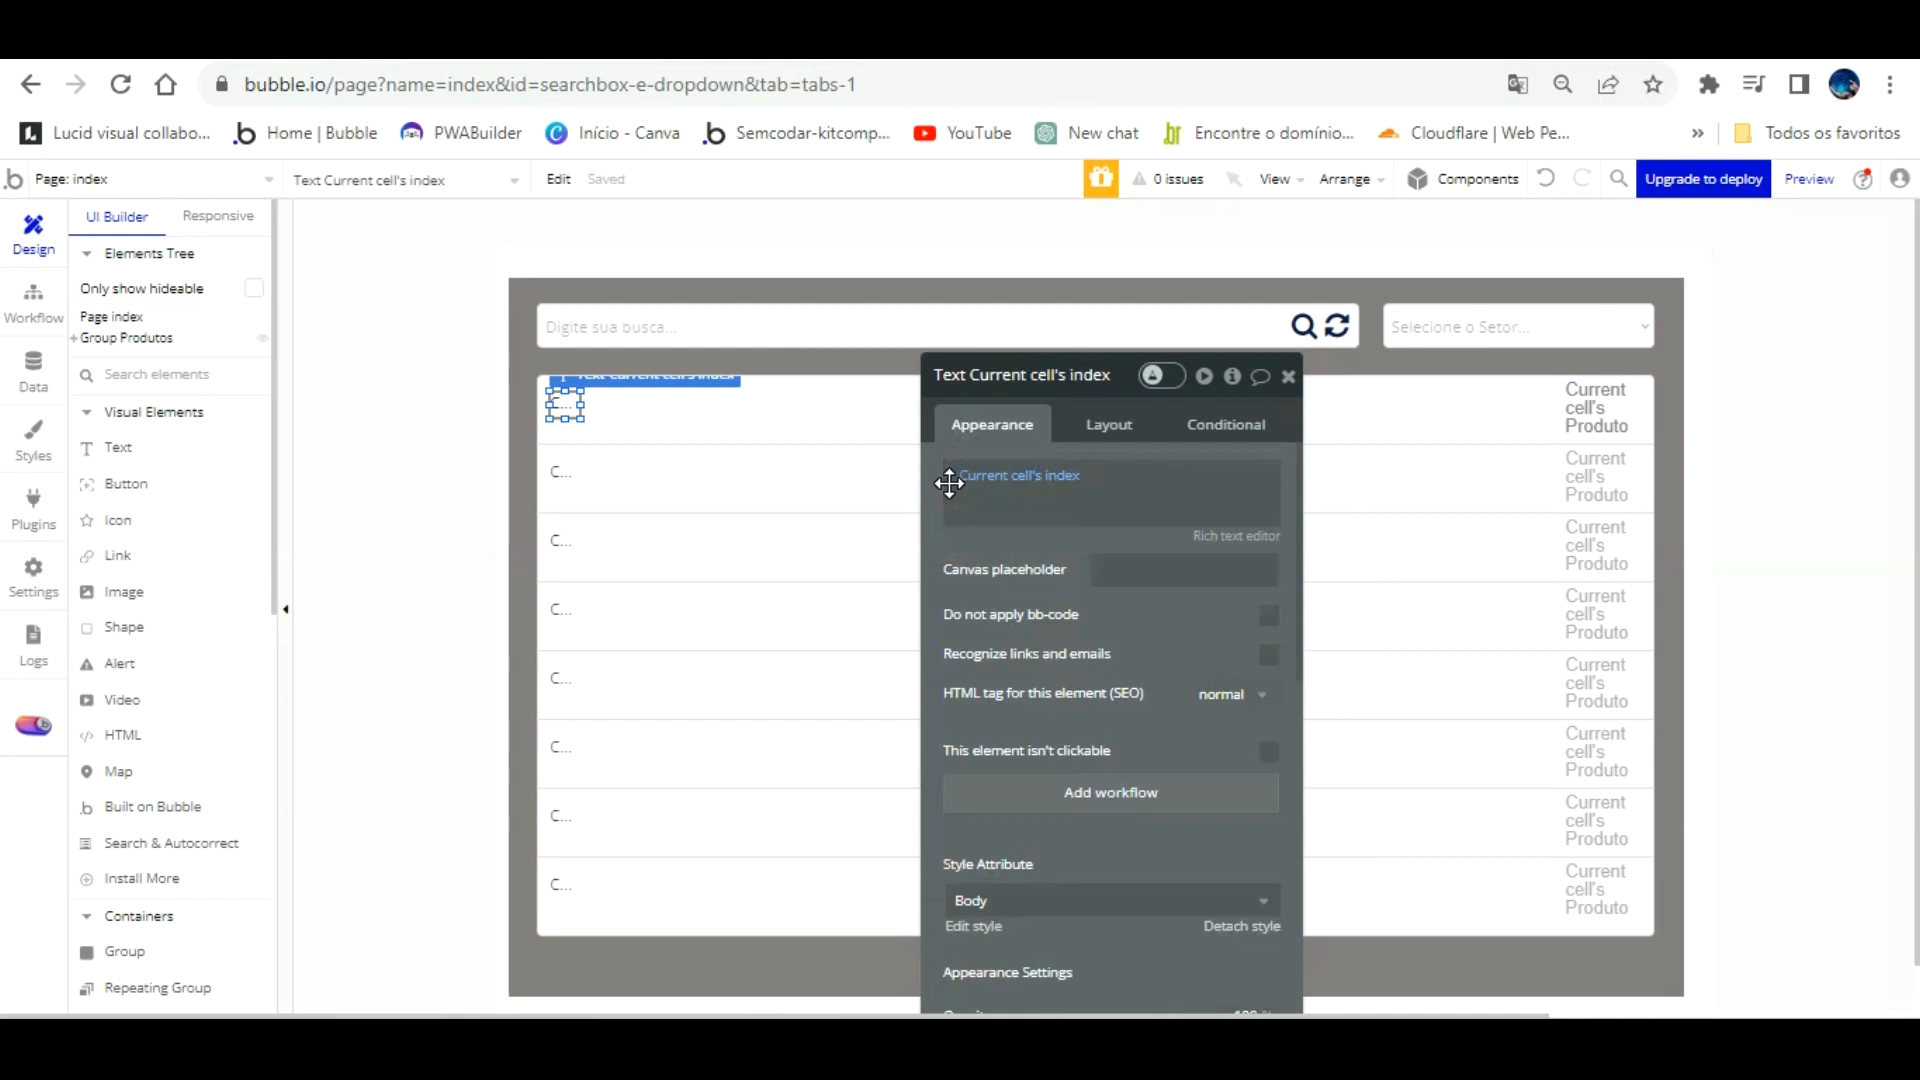 bubble.io/page?name=index&id=searchbox-e-dropdown&tab=tabs-1
Lucid visual collabo...
Home | Bubble
PWABuilder
Início - Canva
Semcodar-kitcomp...
YouTube
New chat
Encontre o domínio...
Cloudflare | Web Pe...
»
Todos os favoritos
Page: index
Text Current cell's index
Edit
Saved
0 issues
View
Arrange
Components
Upgrade to deploy
Preview
Design
Workflow
Data
Styles
Plugins
Settings
Logs
UI Builder
Responsive
Elements Tree
Only show hideable
Page index
+Group Produtos
Search elements
Visual Elements
Text
Button
Icon
Link
Image
Shape
Alert
Video
HTML
Map
Built on Bubble
Search & Autocorrect
Install More
Containers
Group
Repeating Group
Digite sua busca...
Selecione o Setor...
Text Current cell's index
C...
C...
C...
C...
C...
C...
C...
C...
Text Current cell's index
Appearance
Layout
Conditional
Current cell's index
Rich text editor
Canvas placeholder
Do not apply bb-code
Recognize links and emails
HTML tag for this element (SEO)
normal
This element isn't clickable
Add workflow
Style Attribute
Body
Edit style
Detach style
Appearance Settings
Current
cell's
Produto
Current
cell's
Produto
Current
cell's
Produto
Current
cell's
Produto
Current
cell's
Produto
Current
cell's
Produto
Current
cell's
Produto
Current
cell's
Produto